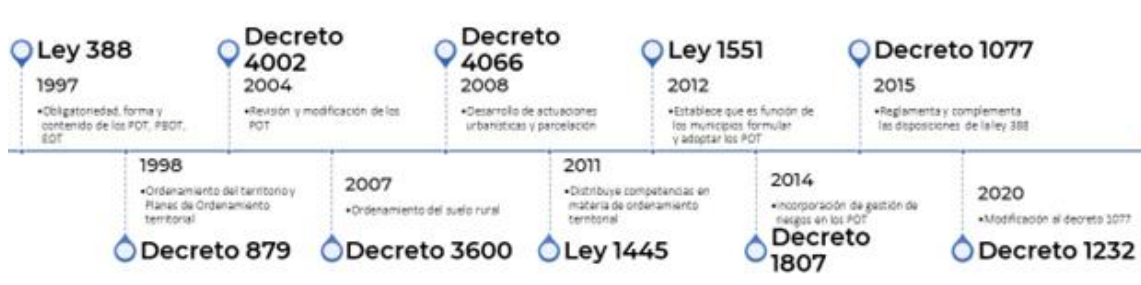 Ley 388
1997
•Obligatoriedad, forma y
contenido de los POT, PBOT,
EOT
Decreto
4002
2004
•Revisión y modificación de los
POT
Decreto
4066
2008
•Desarrollo de actuaciones
urbanísticas y parcelación
Ley 1551
2012
•Establece que es función de
los municipios formular
y adoptar los POT
Decreto 1077
2015
•Reglamenta y complementa
las disposiciones de la ley 388
1998
•Ordenamiento del territorio y
Planes de Ordenamiento
territorial
Decreto 879
2007
•Ordenamiento del suelo rural
Decreto 3600
2011
•Distribuye competencias en
materia de ordenamiento
territorial
Ley 1445
2014
•Incorporación de gestión de
riesgos en los POT
Decreto
1807
2020
•Modificación al decreto 1077
Decreto 1232